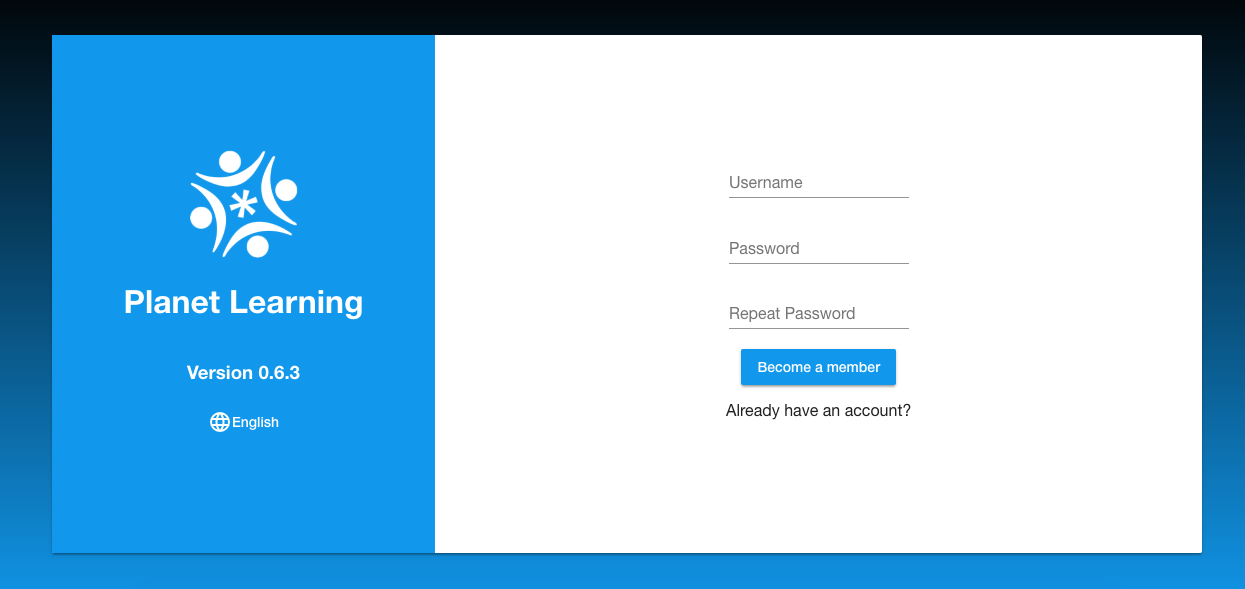 Planet Learning
Version 0.6.3
English
Username
Password
Repeat Password
Become a member
Already have an account?